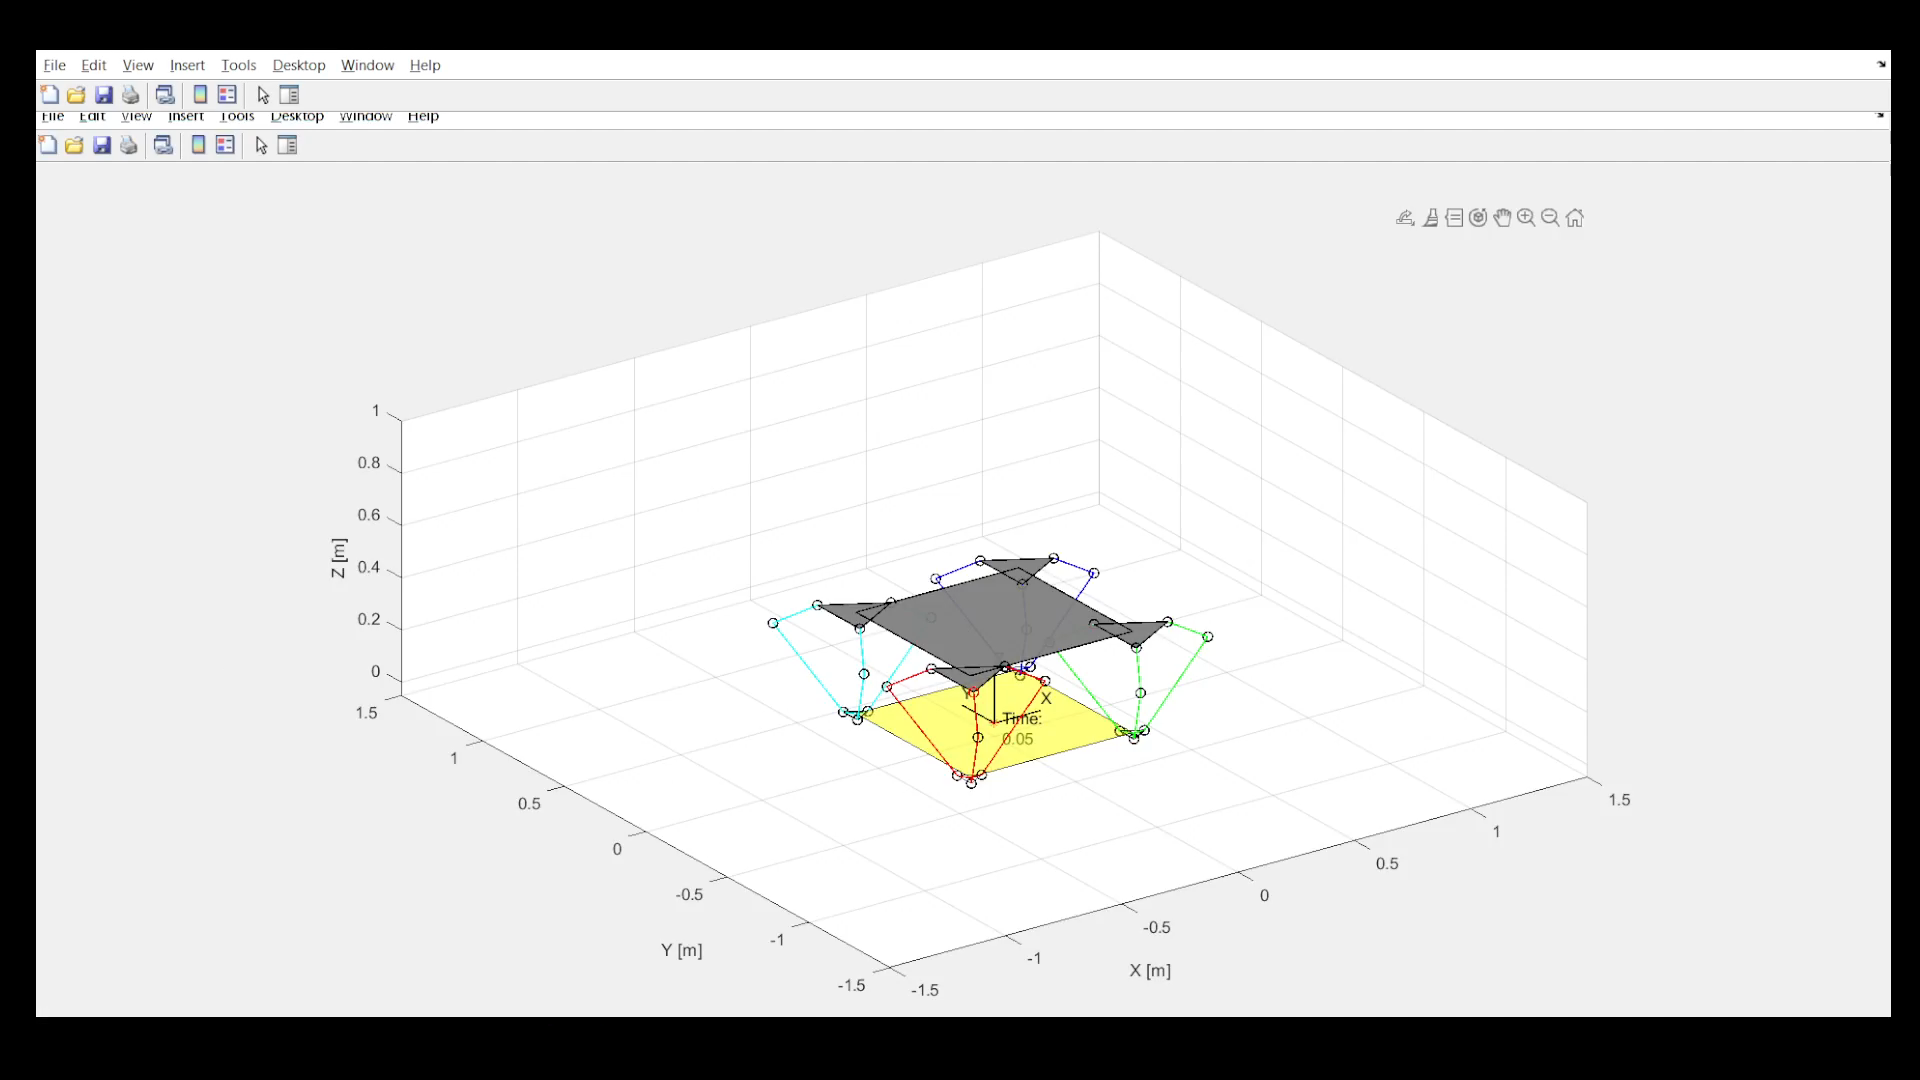 File Edit View Insert Tools Desktop Window Help
File Edit View Insert Tools Desktop Window Help
1
0.8
0.6
0.4
0.2
0
Z [m]
1.5
1
0.5
0
-0.5
-1
-1.5
Y [m]
-1.5
-1
-0.5
0
0.5
1
1.5
X [m]
Y
X
Time:
0.05